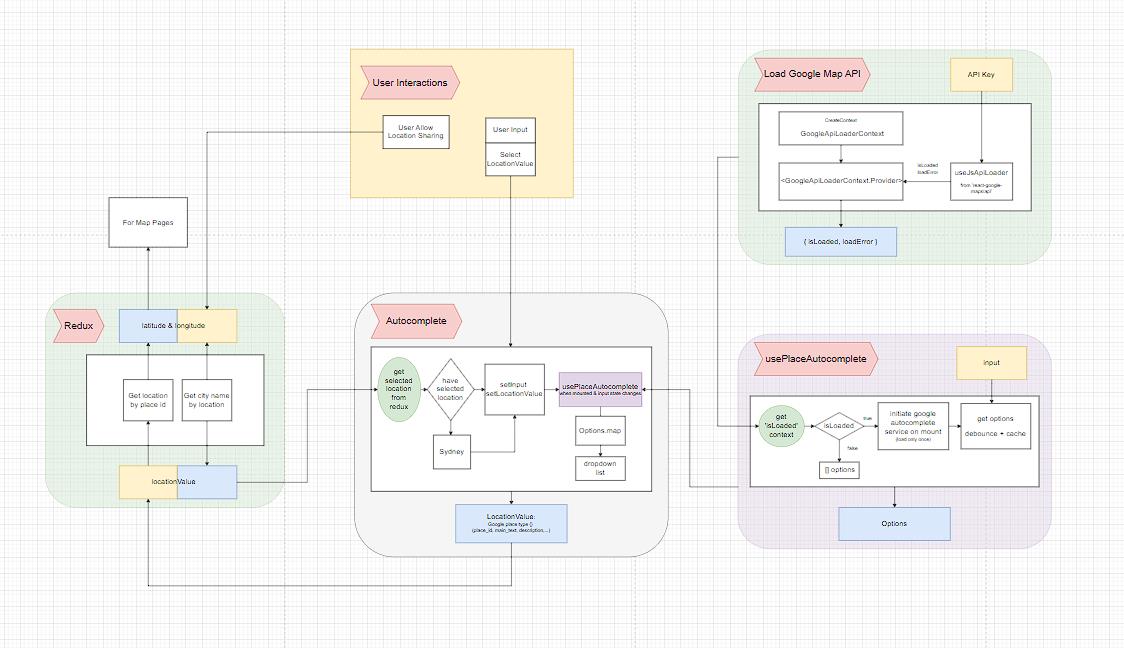 User Interactions
User Allow
Location Sharing
User Input
Select
LocationValue
Load Google Map API
API Key
CreateContext
GoogleApiLoaderContext
<GoogleApiLoaderContext.Provider>
isLoaded
loadError
useJsApiLoader
from 'react-google-
maps/api'
{ isLoaded, loadError }
For Map Pages
Redux
latitude & longitude
Get location
by place id
Get city name
by location
locationValue
Autocomplete
get
selected
location
from
redux
have
selected
location
Sydney
setInput
setLocationValue
usePlaceAutocomplete
when mounted & input state changes
Options.map
dropdown
list
LocationValue:
Google place type {}
(place_id, main_text, description,...)
usePlaceAutocomplete
input
get
'isLoaded'
context
isLoaded
true
false
[] options
initiate google
autocomplete
service on mount
(load only once)
get options
debounce + cache
Options